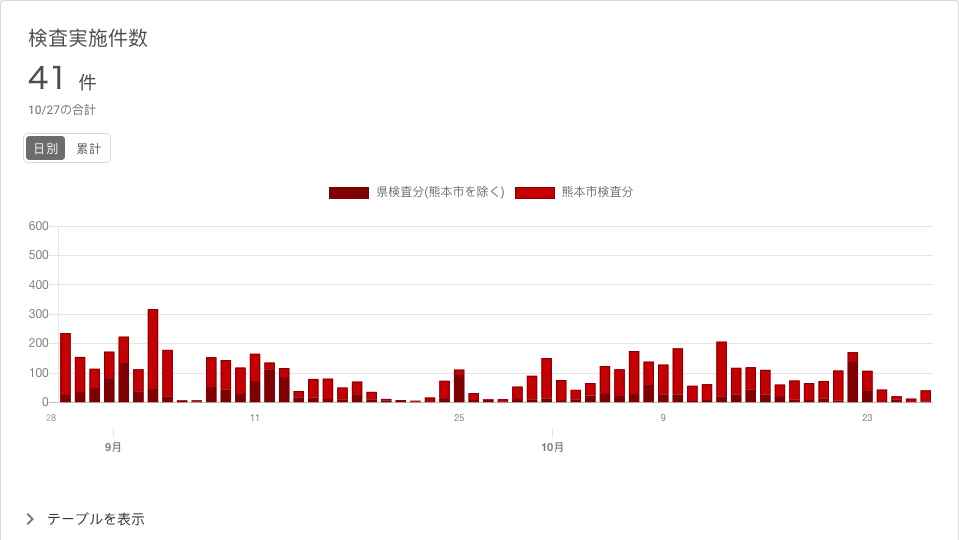 検査実施件数
41 件
10/27の合計
日別 累計
県検査分(熊本市を除く) 熊本市検査分
600
500
400
300
200
100
0
28 11 25 9 23
9月 10月
テーブルを表示